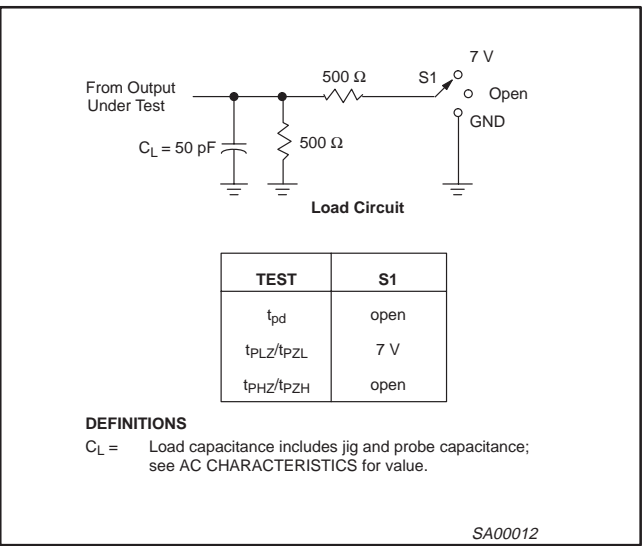 7 V
500 Ω
S1
From Output
Under Test
Open
GND
C_L = 50 pF
500 Ω
Load Circuit
TEST S1
t_pd open
t_PLZ/t_PZL 7 V
t_PHZ/t_PZH open
DEFINITIONS
C_L = Load capacitance includes jig and probe capacitance;
see AC CHARACTERISTICS for value.
SA00012